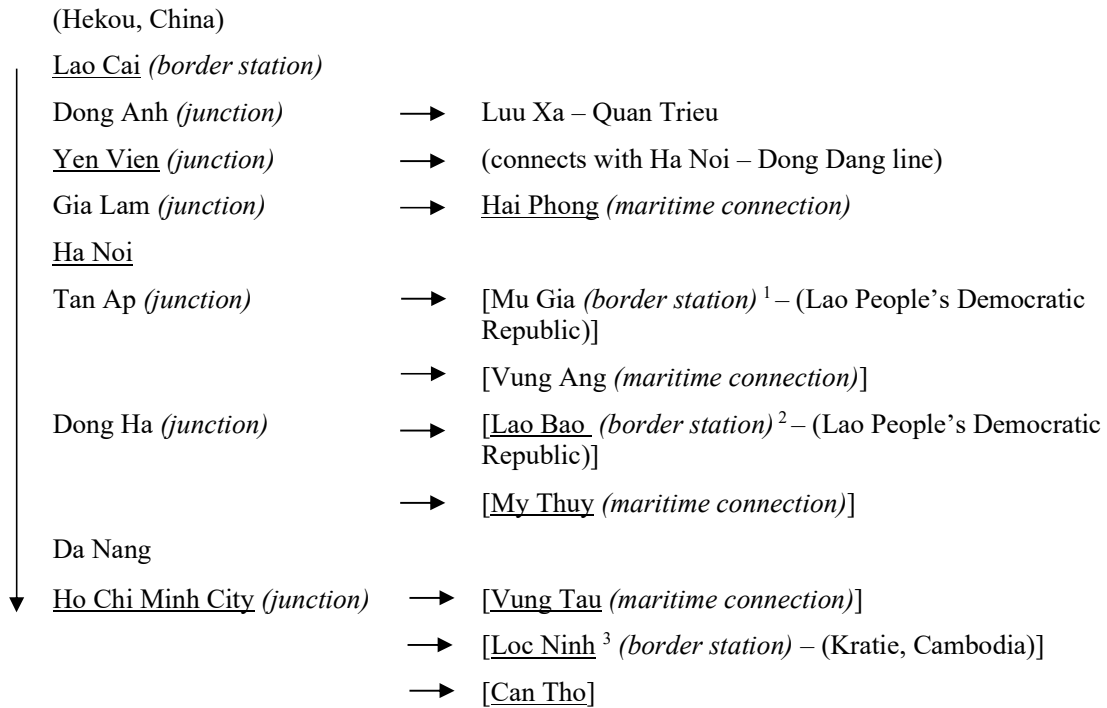 (Hekou, China)
Lao Cai (border station)
Dong Anh (junction) → Luu Xa – Quan Trieu
Yen Vien (junction) → (connects with Ha Noi – Dong Dang line)
Gia Lam (junction) → Hai Phong (maritime connection)
Ha Noi
Tan Ap (junction) → [Mu Gia (border station) 1 – (Lao People's Democratic
Republic)]
→ [Vung Ang (maritime connection)]
Dong Ha (junction) → [Lao Bao (border station) 2 – (Lao People's Democratic
Republic)]
→ [My Thuy (maritime connection)]
Da Nang
Ho Chi Minh City (junction) → [Vung Tau (maritime connection)]
→ [Loc Ninh 3 (border station) – (Kratie, Cambodia)]
→ [Can Tho]